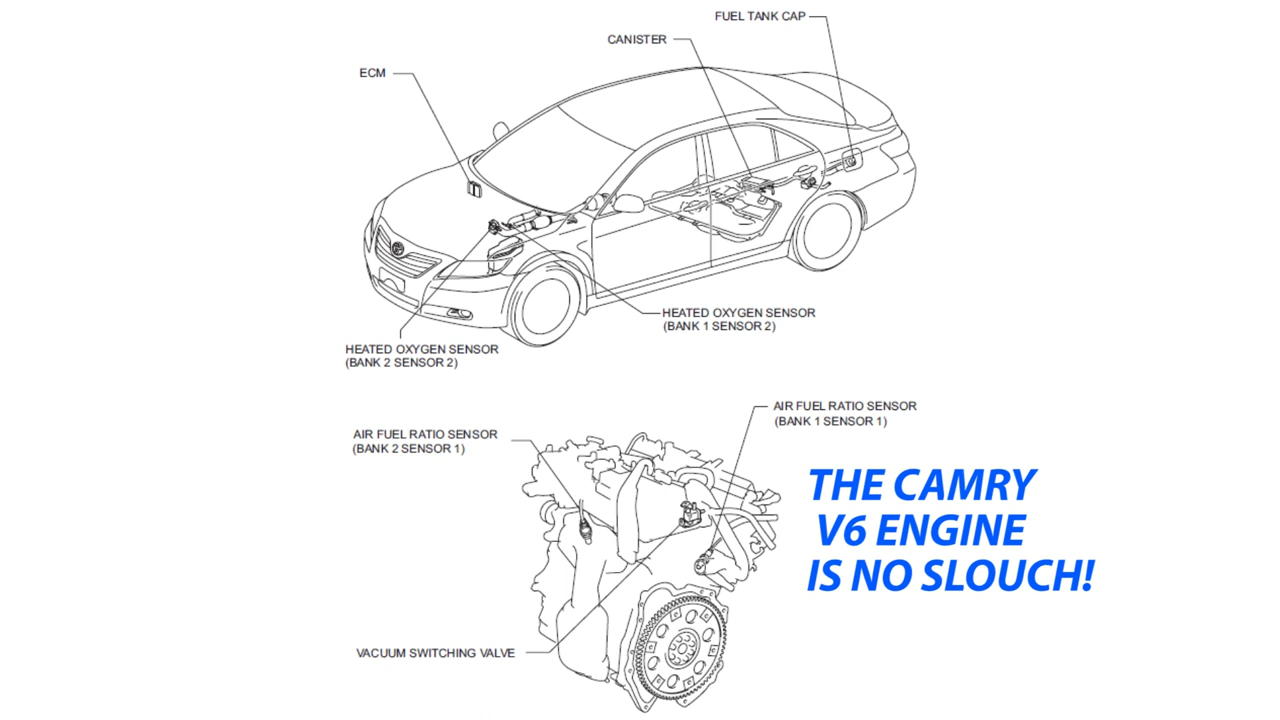 FUEL TANK CAP
CANISTER
ECM
HEATED OXYGEN SENSOR
(BANK 1 SENSOR 2)
HEATED OXYGEN SENSOR
(BANK 2 SENSOR 2)
AIR FUEL RATIO SENSOR
(BANK 1 SENSOR 1)
AIR FUEL RATIO SENSOR
(BANK 2 SENSOR 1)
THE CAMRY
V6 ENGINE
IS NO SLOUCH!
VACUUM SWITCHING VALVE